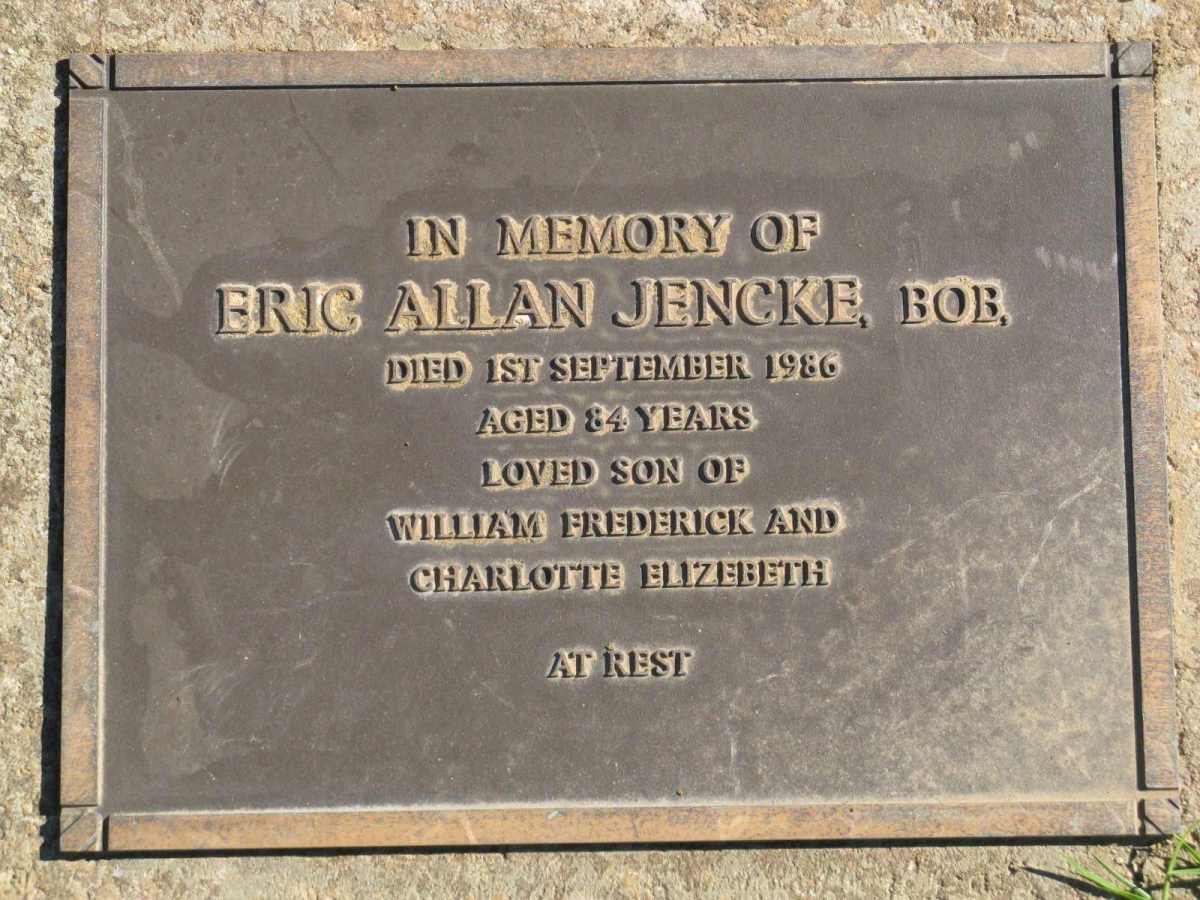 IN MEMORY OF
ERIC ALLAN JENCKE, BOB,
DIED 1ST SEPTEMBER 1986
AGED 84 YEARS
LOVED SON OF
WILLIAM FREDERICK AND
CHARLOTTE ELIZEBETH
AT REST